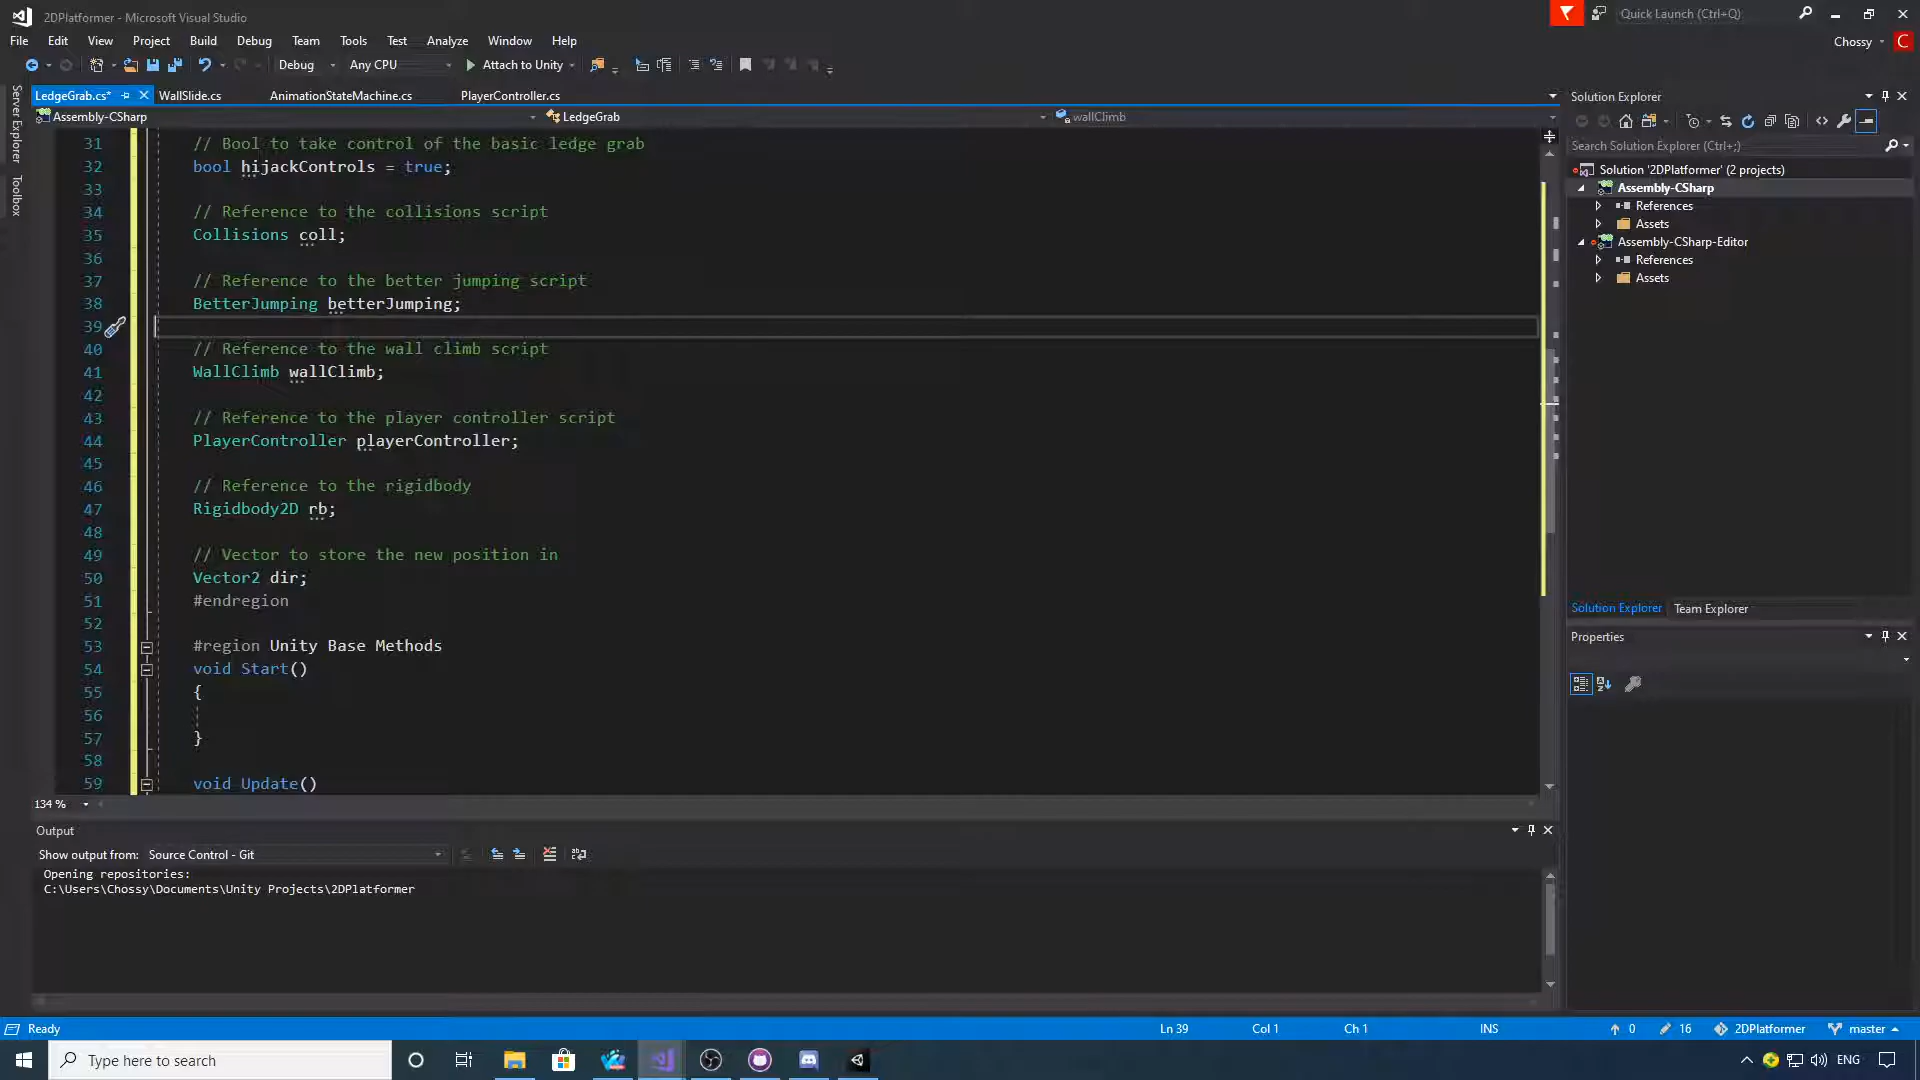 2DPlatformer - Microsoft Visual Studio
Quick Launch (Ctrl+Q)
File Edit View Project Build Debug Team Tools Test Analyze Window Help
Chossy
C
Debug Any CPU Attach to Unity
LedgeGrab.cs* WallSlide.cs AnimationStateMachine.cs PlayerController.cs
Assembly-CSharp LedgeGrab wallClimb
Server Explorer
Toolbox
31 // Bool to take control of the basic ledge grab
32 bool hijackControls = true;
33
34 // Reference to the collisions script
35 Collisions coll;
36
37 // Reference to the better jumping script
38 BetterJumping betterJumping;
39
40 // Reference to the wall climb script
41 WallClimb wallClimb;
42
43 // Reference to the player controller script
44 PlayerController playerController;
45
46 // Reference to the rigidbody
47 Rigidbody2D rb;
48
49 // Vector to store the new position in
50 Vector2 dir;
51 #endregion
52
53 #region Unity Base Methods
54 void Start()
55 {
56
57 }
58
59 void Update()
134 %
Solution Explorer
Search Solution Explorer (Ctrl+;)
Solution '2DPlatformer' (2 projects)
Assembly-CSharp
References
Assets
Assembly-CSharp-Editor
References
Assets
Solution Explorer Team Explorer
Properties
Output
Show output from: Source Control - Git
Opening repositories:
C:\Users\Chossy\Documents\Unity Projects\2DPlatformer
Ready Ln 39 Col 1 Ch 1 INS 0 16 2DPlatformer master
Type here to search
ENG